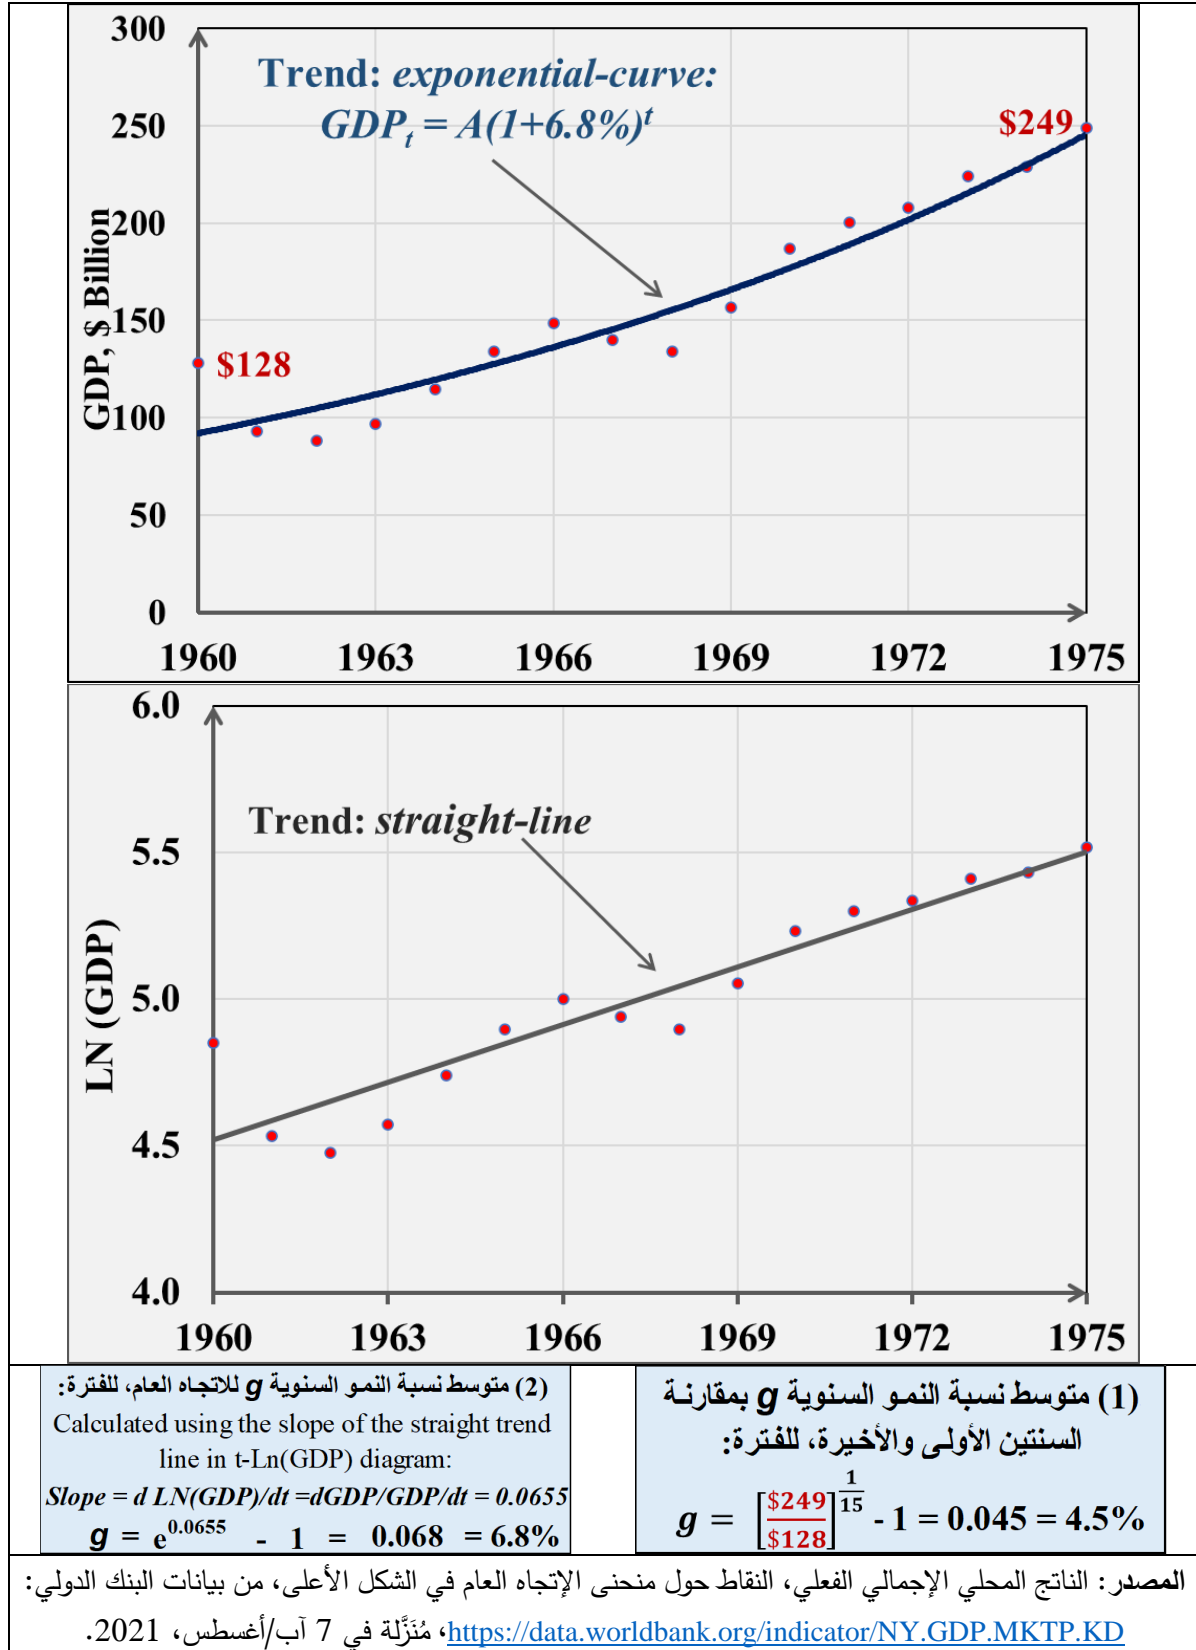 300
Trend: exponential-curve:
GDPt = A(1+6.8%)^t
250
$249
200
150
$128
100
50
0
GDP, $ Billion
1960 1963 1966 1969 1972 1975
6.0
Trend: straight-line
5.5
5.0
4.5
4.0
LN (GDP)
1960 1963 1966 1969 1972 1975
(1) متوسط نسبة النمو السنوية g بمقارنة
السنتين الأولى والأخيرة، للفترة:
g = [$249/$128]^(1/15) - 1 = 0.045 = 4.5%
(2) متوسط نسبة النمو السنوية g للاتجاه العام، للفترة:
Calculated using the slope of the straight trend
line in t-Ln(GDP) diagram:
Slope = d LN(GDP)/dt =dGDP/GDP/dt = 0.0655
g = e^0.0655 - 1 = 0.068 = 6.8%
المصدر: الناتج المحلي الإجمالي الفعلي، النقاط حول منحنى الإتجاه العام في الشكل الأعلى، من بيانات البنك الدولي:
https://data.worldbank.org/indicator/NY.GDP.MKTP.KD، مُنَزَّلة في 7 آب/أغسطس، 2021.